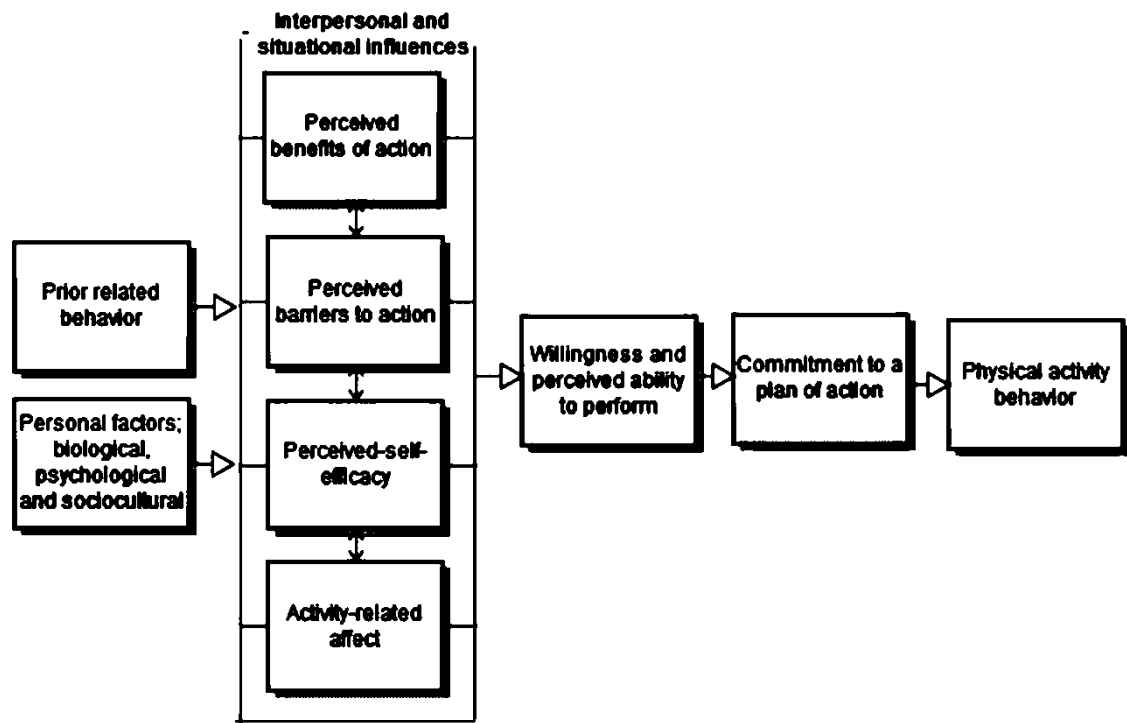 Interpersonal and
situational influences
Perceived
benefits of action
Prior related
behavior
Perceived
barriers to action
Willingness and
perceived ability
to perform
Commitment to a
plan of action
Physical activity
behavior
Personal factors;
biological,
psychological
and sociocultural
Perceived-self-
efficacy
Activity-related
affect